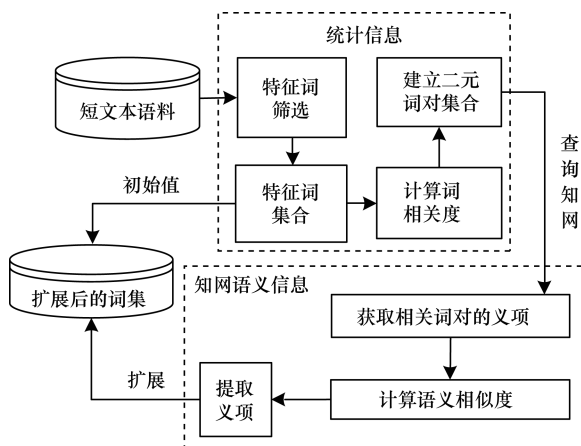 统计信息
短文本语料
特征词
筛选
建立二元
词对集合
查
询
知
网
初始值
特征词
集合
计算词
相关度
扩展后的词集
知网语义信息
获取相关词对的义项
扩展
提取
义项
计算语义相似度